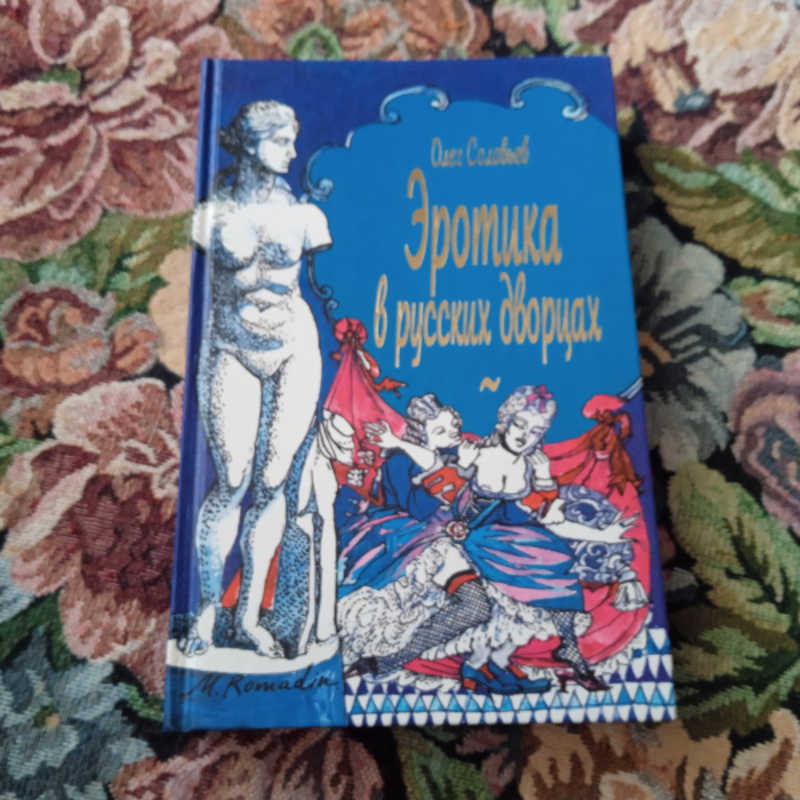 Олег Соловьев
Эротика
в русских дворцах
~
M. Romadin